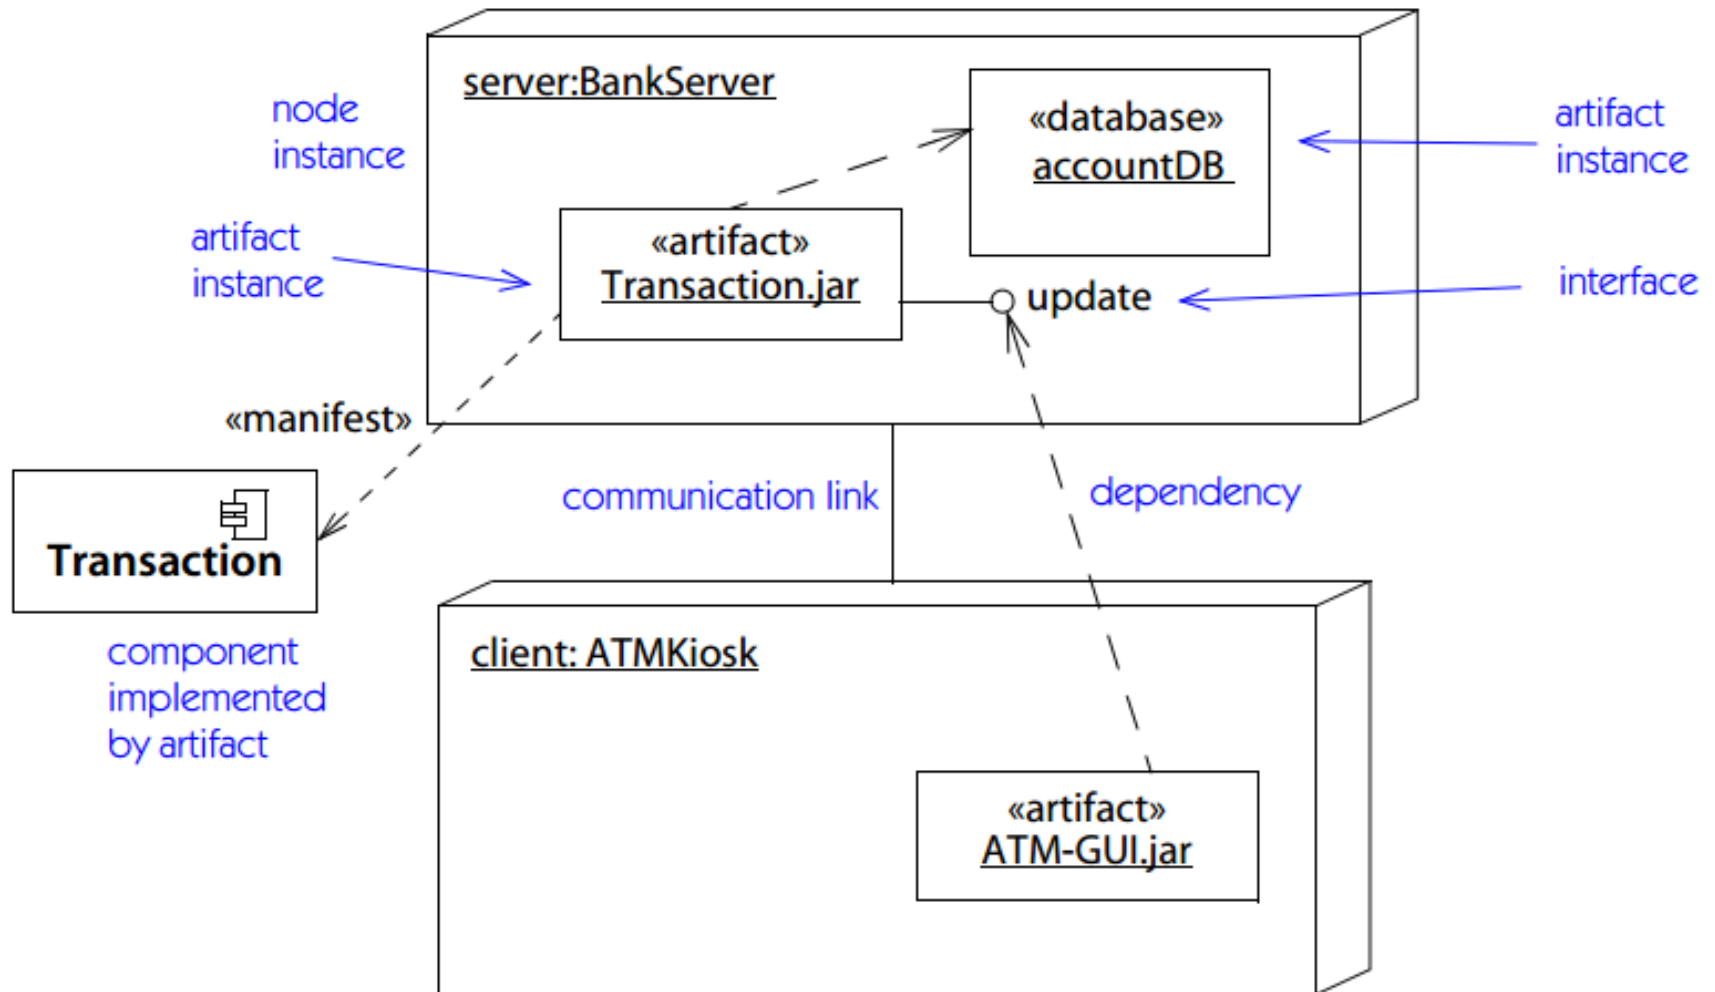 server:BankServer
«database»
accountDB
node
instance
artifact
instance
artifact
instance
«artifact»
Transaction.jar
update
interface
«manifest»
communication link
dependency
Transaction
component
implemented
by artifact
client: ATMKiosk
«artifact»
ATM-GUI.jar